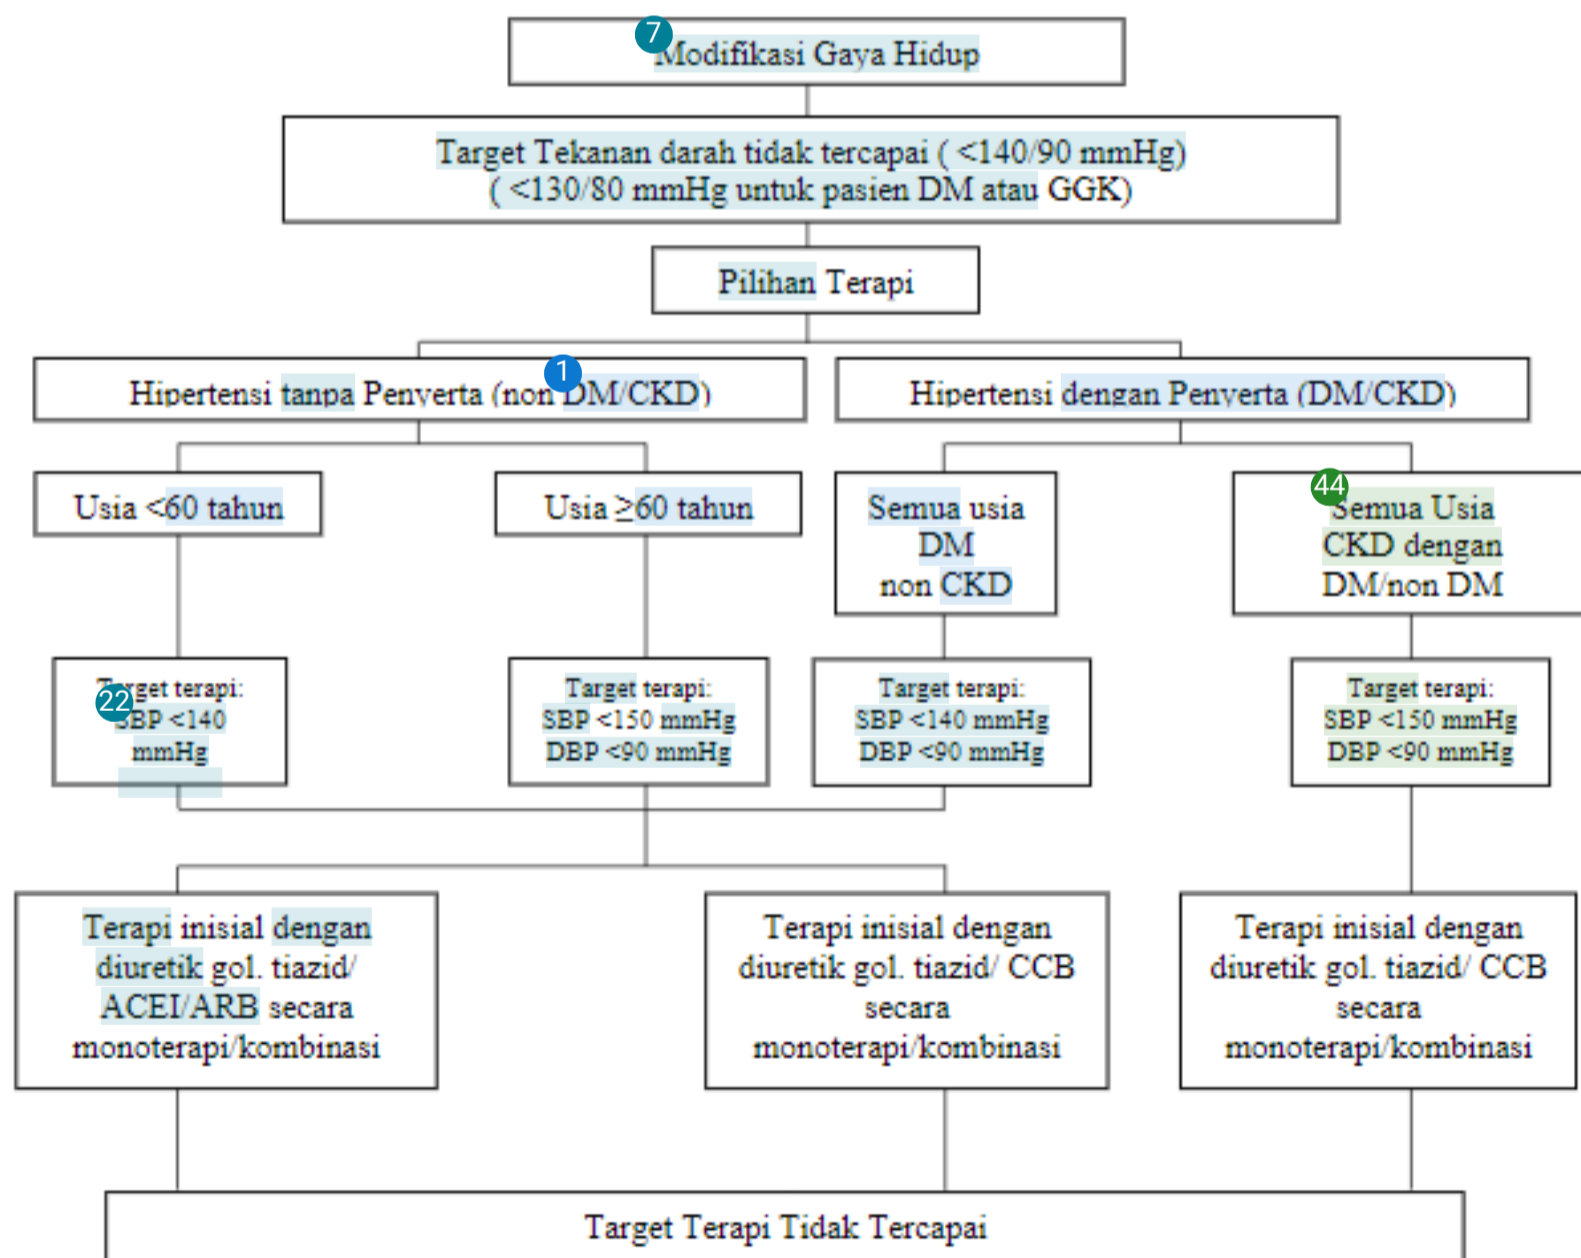 7
Modifikasi Gaya Hidup
Target Tekanan darah tidak tercapai ( <140/90 mmHg)
( <130/80 mmHg untuk pasien DM atau GGK)
Pilihan Terapi
1
Hipertensi tanpa Penyerta (non DM/CKD)
Hipertensi dengan Penyerta (DM/CKD)
Usia <60 tahun
Usia ≥60 tahun
Semua usia
DM
non CKD
44
Semua Usia
CKD dengan
DM/non DM
22
Target terapi:
SBP <140
mmHg
Target terapi:
SBP <150 mmHg
DBP <90 mmHg
Target terapi:
SBP <140 mmHg
DBP <90 mmHg
Target terapi:
SBP <150 mmHg
DBP <90 mmHg
Terapi inisial dengan
diuretik gol. tiazid/
ACEI/ARB secara
monoterapi/kombinasi
Terapi inisial dengan
diuretik gol. tiazid/ CCB
secara
monoterapi/kombinasi
Terapi inisial dengan
diuretik gol. tiazid/ CCB
secara
monoterapi/kombinasi
Target Terapi Tidak Tercapai